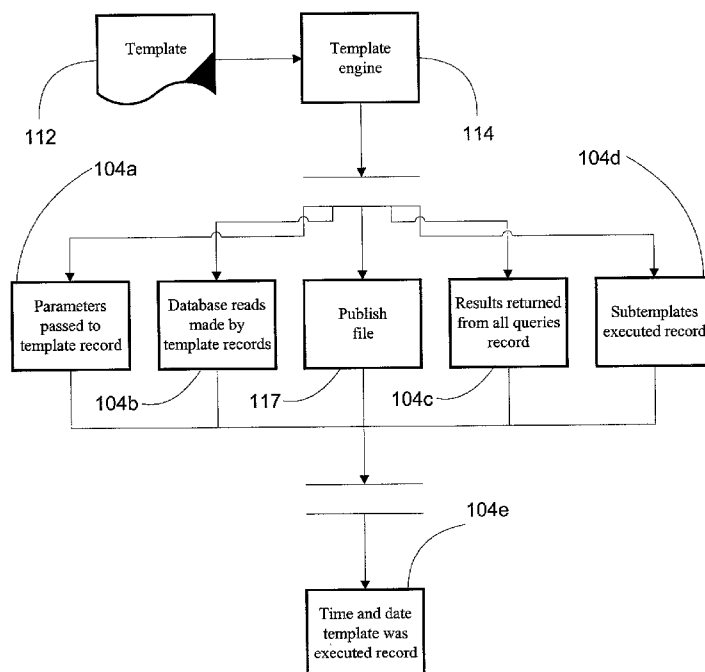 Template
Template
engine
112
114
104a
104d
Parameters
passed to
template record
Database reads
made by
template records
Publish
file
Results returned
from all queries
record
Subtemplates
executed record
104b
117
104c
104e
Time and date
template was
executed record